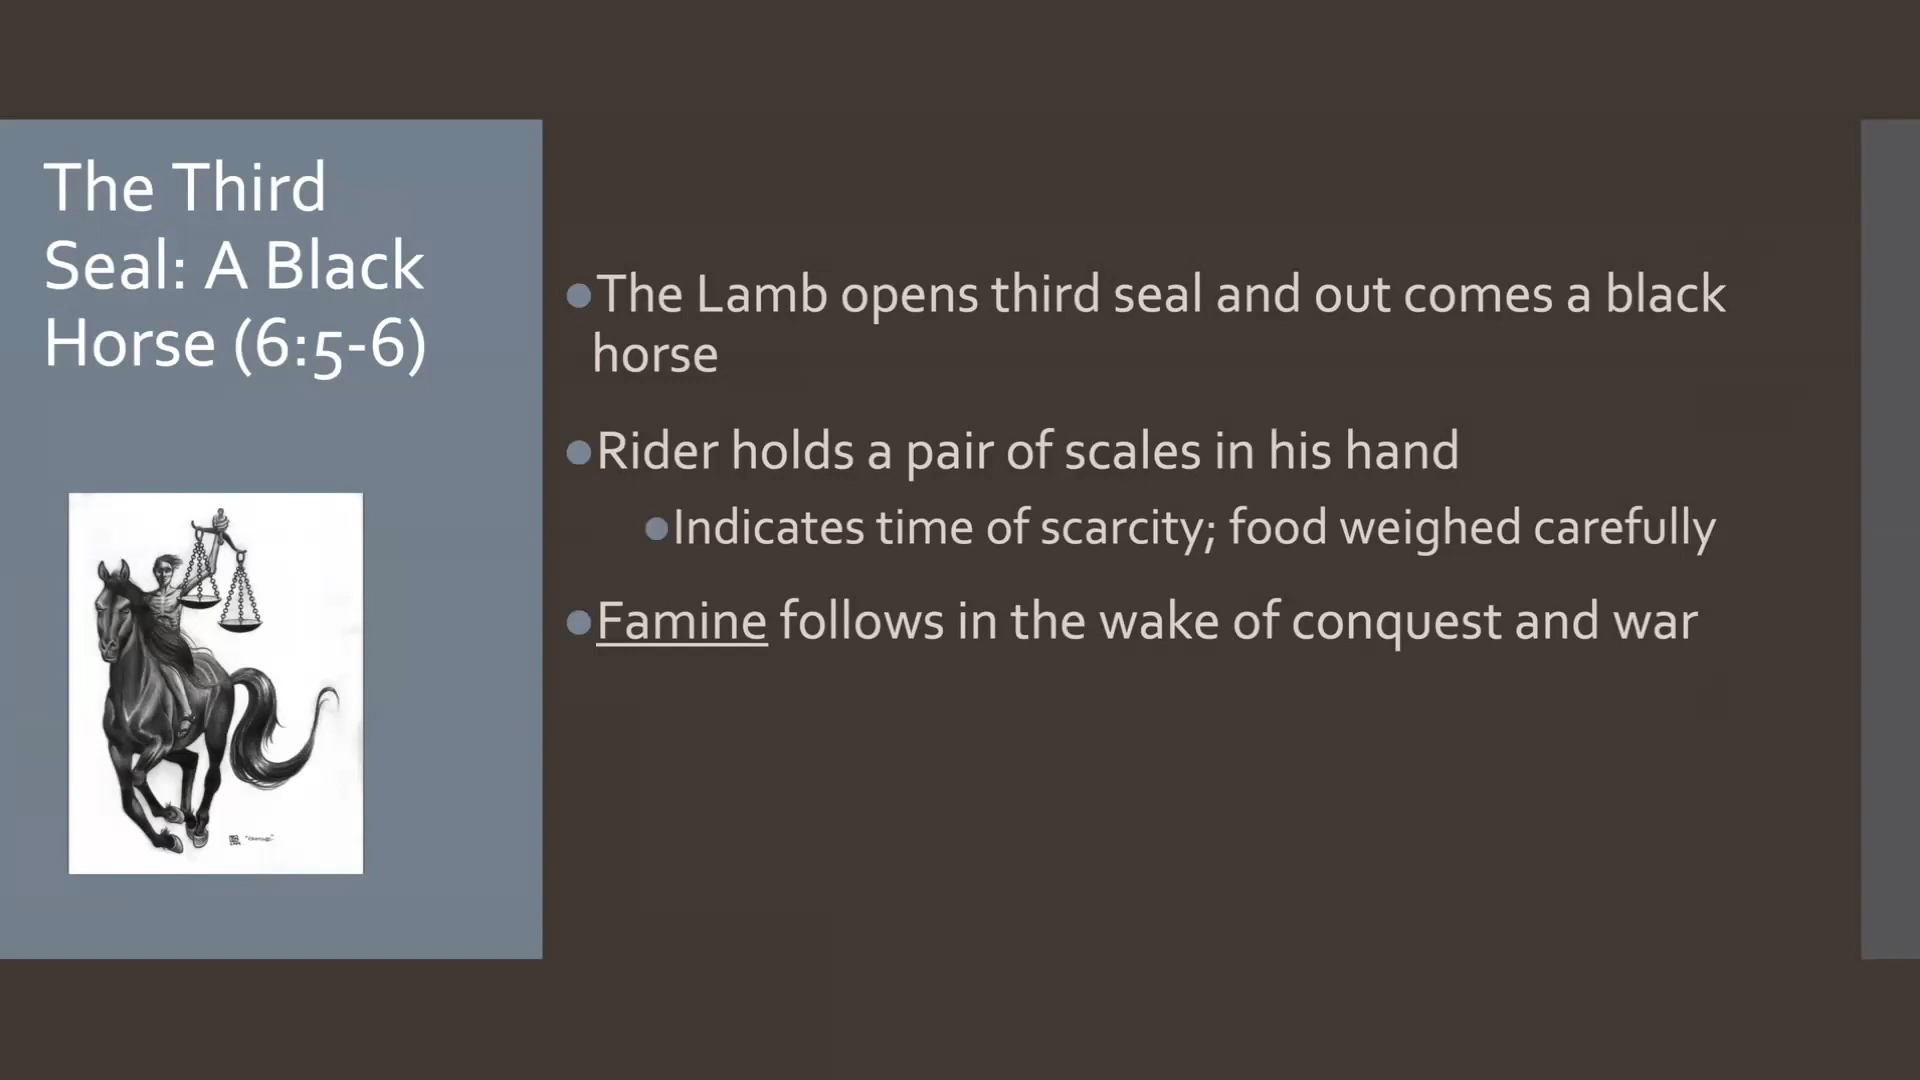 The Third
Seal: A Black
Horse (6:5-6)
●The Lamb opens third seal and out comes a black
horse
●Rider holds a pair of scales in his hand
●Indicates time of scarcity; food weighed carefully
●Famine follows in the wake of conquest and war